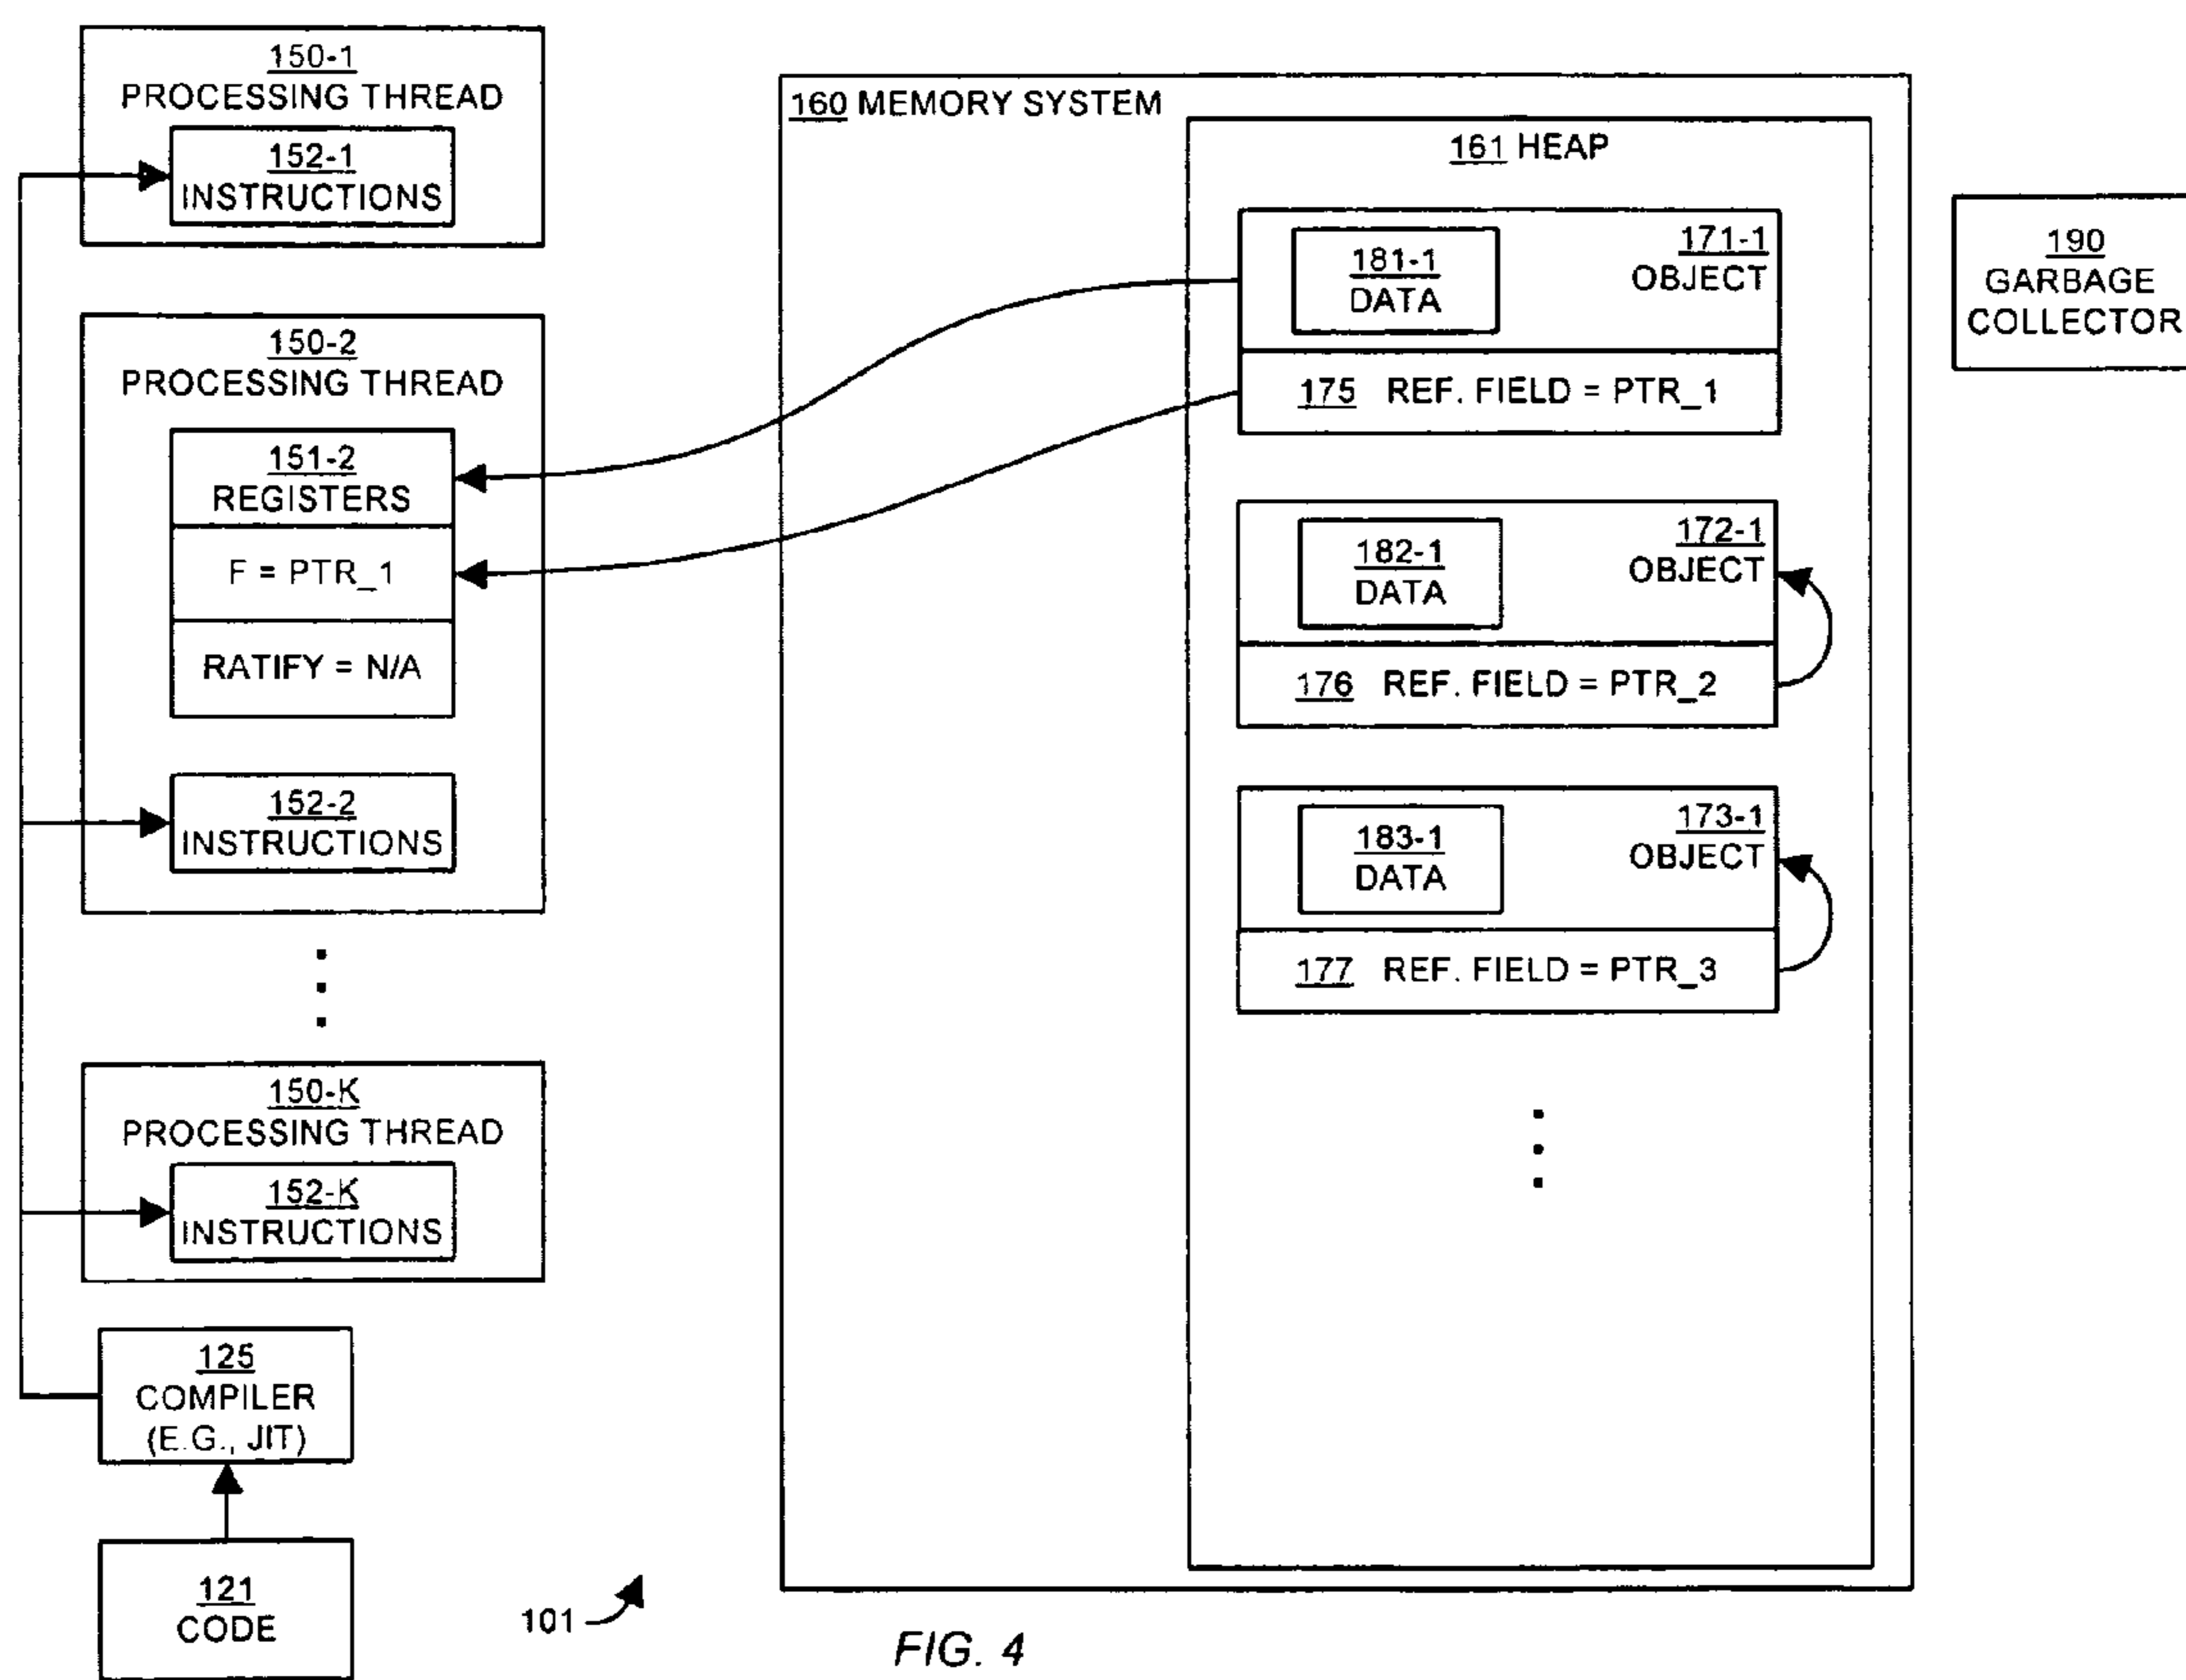 150-1
PROCESSING THREAD
152-1
INSTRUCTIONS
150-2
PROCESSING THREAD
151-2
REGISTERS
F = PTR_1
RATIFY = N/A
152-2
INSTRUCTIONS
150-K
PROCESSING THREAD
152-K
INSTRUCTIONS
125
COMPILER
(E.G., JIT)
121
CODE
101
160 MEMORY SYSTEM
161 HEAP
181-1
DATA
171-1
OBJECT
175 REF. FIELD = PTR_1
182-1
DATA
172-1
OBJECT
176 REF. FIELD = PTR_2
183-1
DATA
173-1
OBJECT
177 REF. FIELD = PTR_3
190
GARBAGE
COLLECTOR
FIG. 4